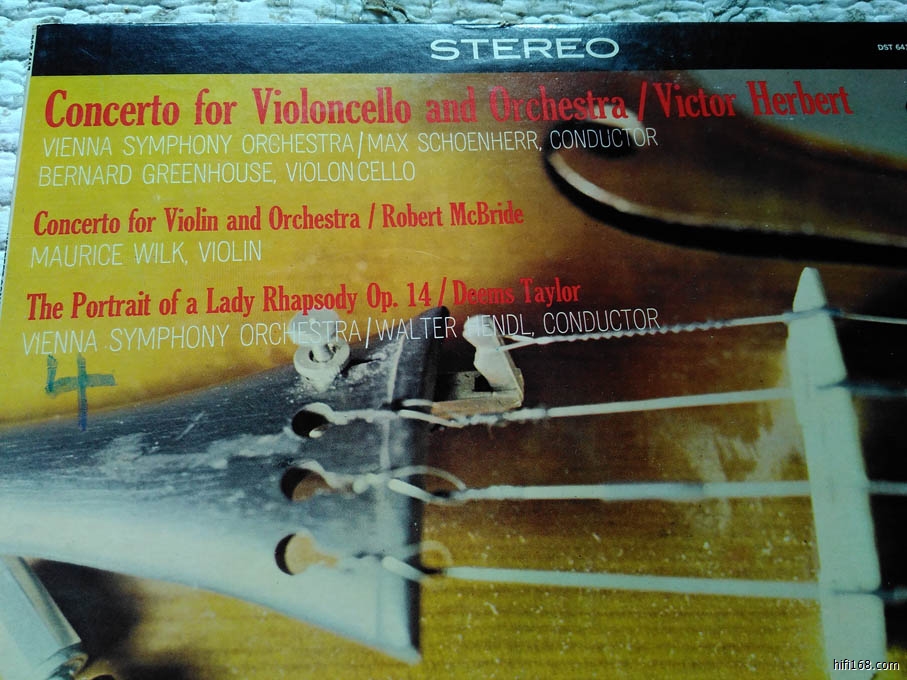 STEREO
DST 641
Concerto for Violoncello and Orchestra / Victor Herbert
VIENNA SYMPHONY ORCHESTRA/MAX SCHOENHERR, CONDUCTOR
BERNARD GREENHOUSE, VIOLONCELLO
Concerto for Violin and Orchestra / Robert McBride
MAURICE WILK, VIOLIN
The Portrait of a Lady Rhapsody Op. 14 / Deems Taylor
VIENNA SYMPHONY ORCHESTRA/WALTER HENDL, CONDUCTOR
4
hifi168.com